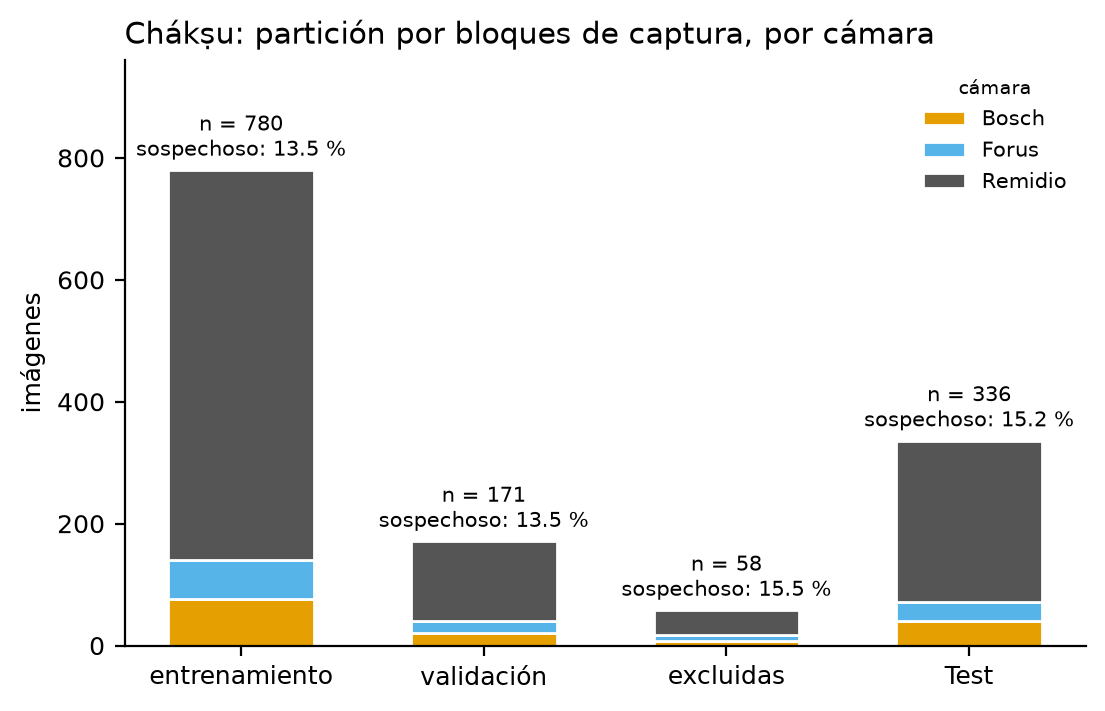 Chákṣu: partición por bloques de captura, por cámara
cámara
Bosch
Forus
Remidio
imágenes
800
600
400
200
0
n = 780
sospechoso: 13.5 %
n = 171
sospechoso: 13.5 %
n = 58
sospechoso: 15.5 %
n = 336
sospechoso: 15.2 %
entrenamiento
validación
excluidas
Test